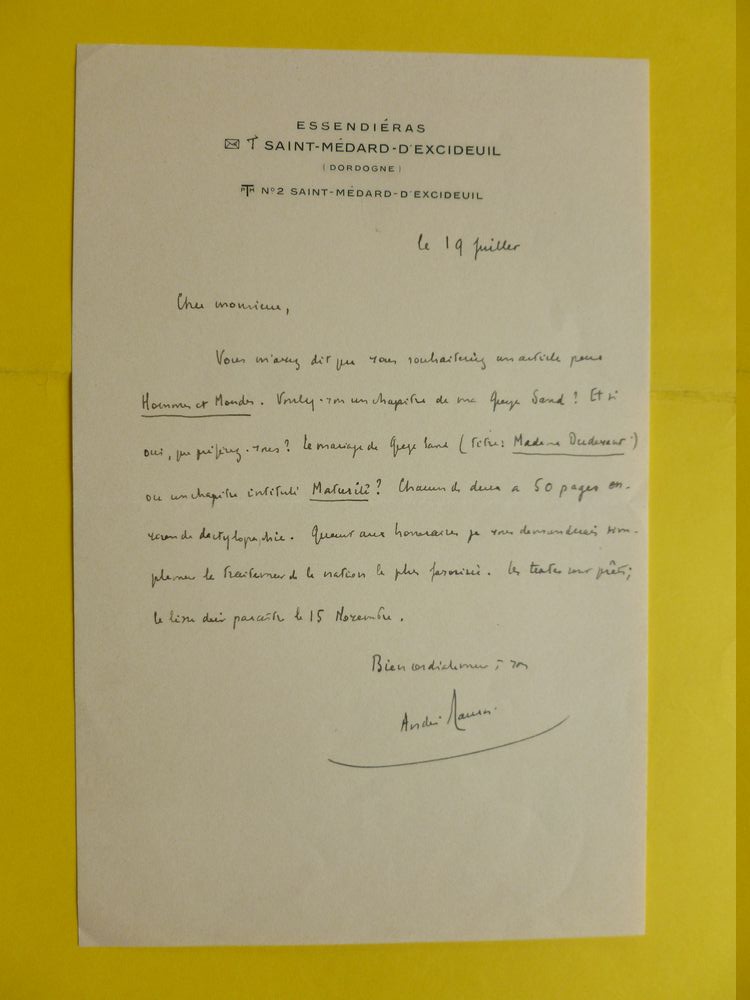 ESSENDIÉRAS
SAINT-MÉDARD-D'EXCIDEUIL
(DORDOGNE)
PTH Nº 2 SAINT-MÉDARD-D'EXCIDEUIL
le 19 juillet
Cher monsieur,
Vous m'avez dit que vous souhaiteriez un article pour
Hommes et Mondes. Voulez-vous un chapitre de ma George Sand ? Et si
oui, que préférez-vous ? Le mariage de George Sand (titre : Madame Dudevant)
ou un chapitre intitulé Maturité ? Chacun des deux a 50 pages en-
viron de dactylographie. Quant aux honoraires je vous demanderais sim-
plement le traitement de la nation la plus favorisée. Les textes sont prêts ;
le livre doit paraître le 15 Novembre.
Bien cordialement à vous
André Maurois